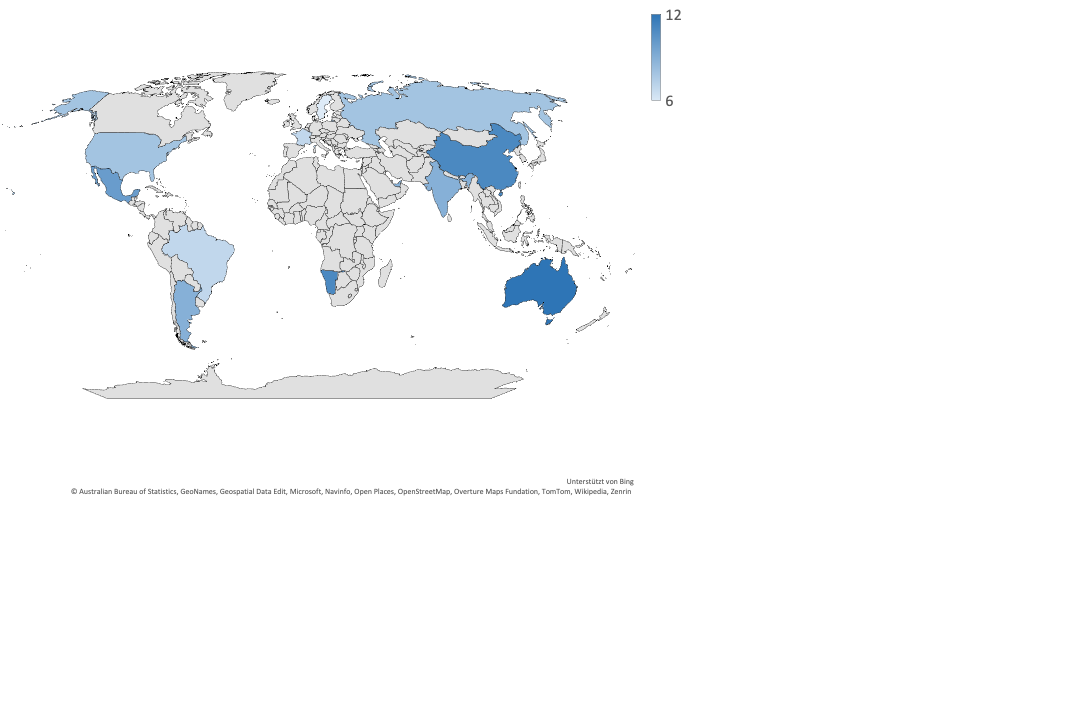 12
6
Unterstützt von Bing
© Australian Bureau of Statistics, GeoNames, Geospatial Data Edit, Microsoft, Navinfo, Open Places, OpenStreetMap, Overture Maps Fundation, TomTom, Wikipedia, Zenrin